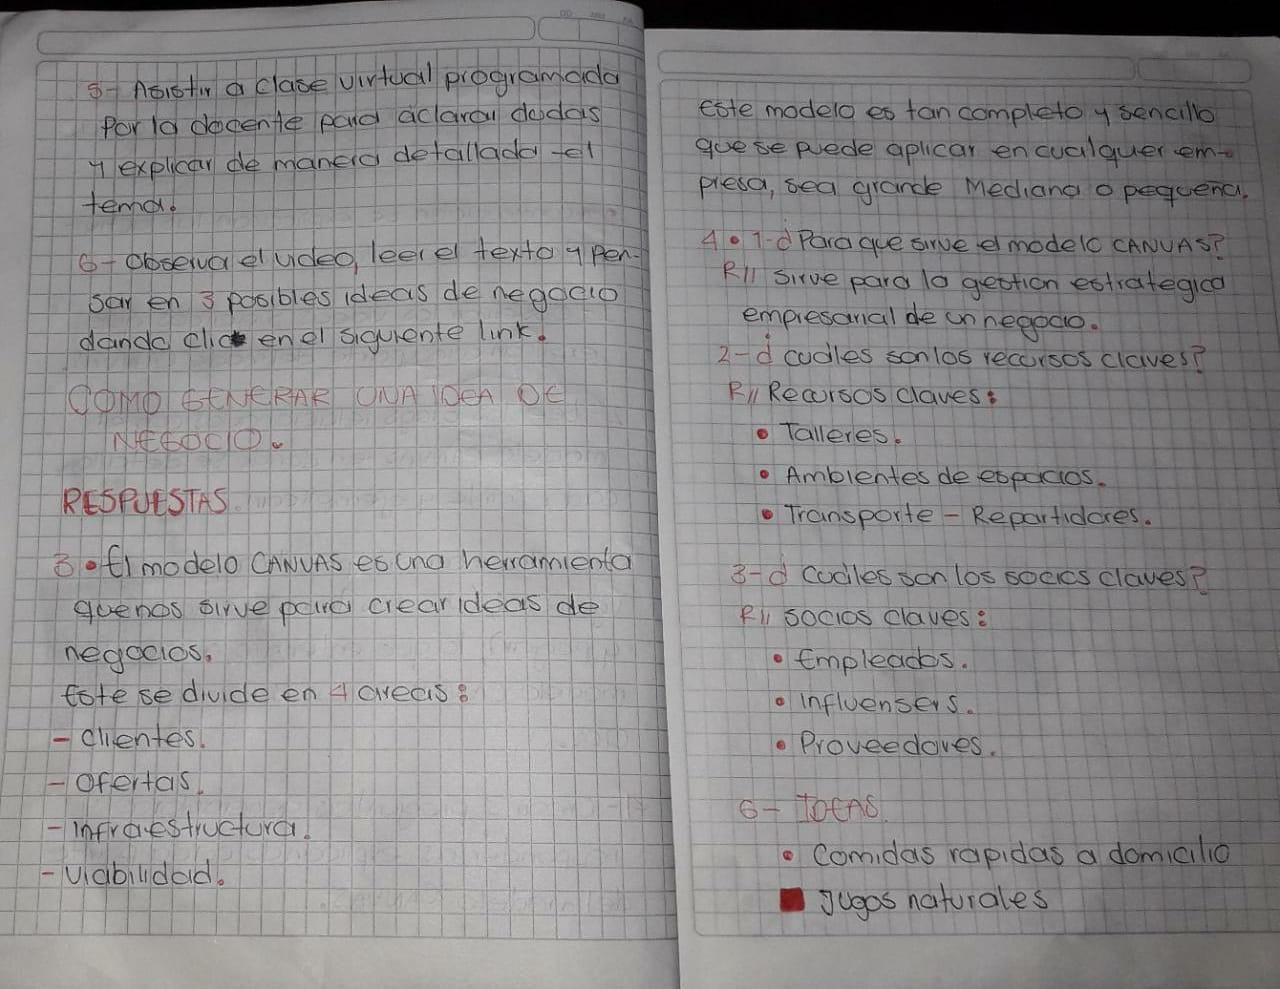 5- Asistir a clase virtual programada
por la docente para aclarar dudas
y explicar de manera detallada el
tema.
6- Observa el video, leer el texto y pen-
sar en 3 posibles ideas de negocio
dando clic en el siguiente link.
COMO GENERAR UNA IDEA DE
NEGOCIO.
RESPUESTAS.
3• El modelo CANVAS es una herramienta
que nos sirve para crear ideas de
negocios.
Este se divide en 4 areas:
- Clientes.
- Ofertas.
- Infraestructura.
- Viabilidad.
Este modelo es tan completo y sencillo
que se puede aplicar en cualquer em-
presa, sea grande Mediana o pequeña.
4• 1-¿Para que sirve el modelo CANVAS?
R// Sirve para la gestion estrategica
empresarial de un negocio.
2-¿cuáles son los recursos claves?
R// Recursos claves:
• Talleres.
• Ambientes de espacios.
• Transporte - Repartidores.
3-¿Cuáles son los socios claves?
R// Socios claves:
• Empleados.
• Influensers.
• Proveedores.
6- IDEAS.
• Comidas rapidas a domicilio
■ Jugos naturales